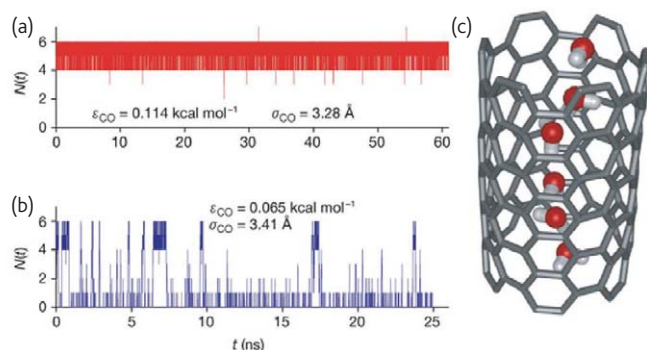 (a)
8
6
4
2
0
N(t)
ε_CO = 0.114 kcal mol⁻¹ σ_CO = 3.28 Å
0 10 20 30 40 50 60
(b)
8
6
4
2
0
N(t)
ε_CO = 0.065 kcal mol⁻¹
σ_CO = 3.41 Å
0 5 10 15 20 25
t (ns)
(c)